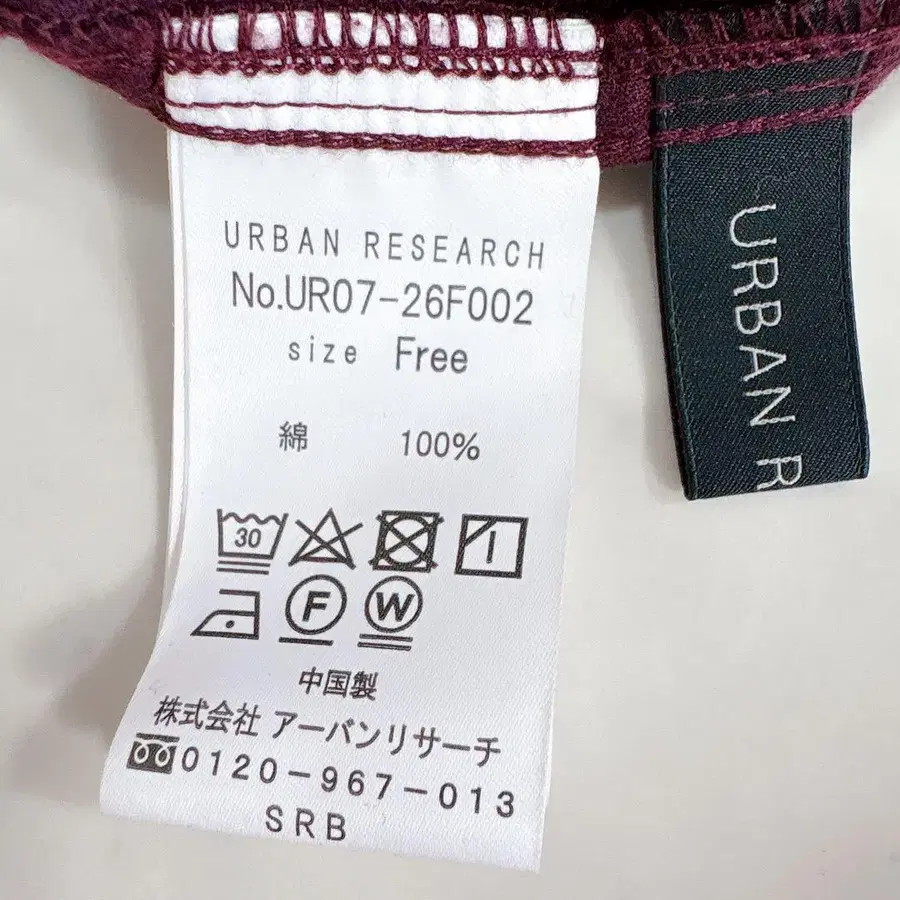 URBAN RESEARCH
No.UR07-26F002
size Free
綿 100%
30
F W
中国製
株式会社 アーバンリサーチ
0120-967-013
SRB
URBAN R